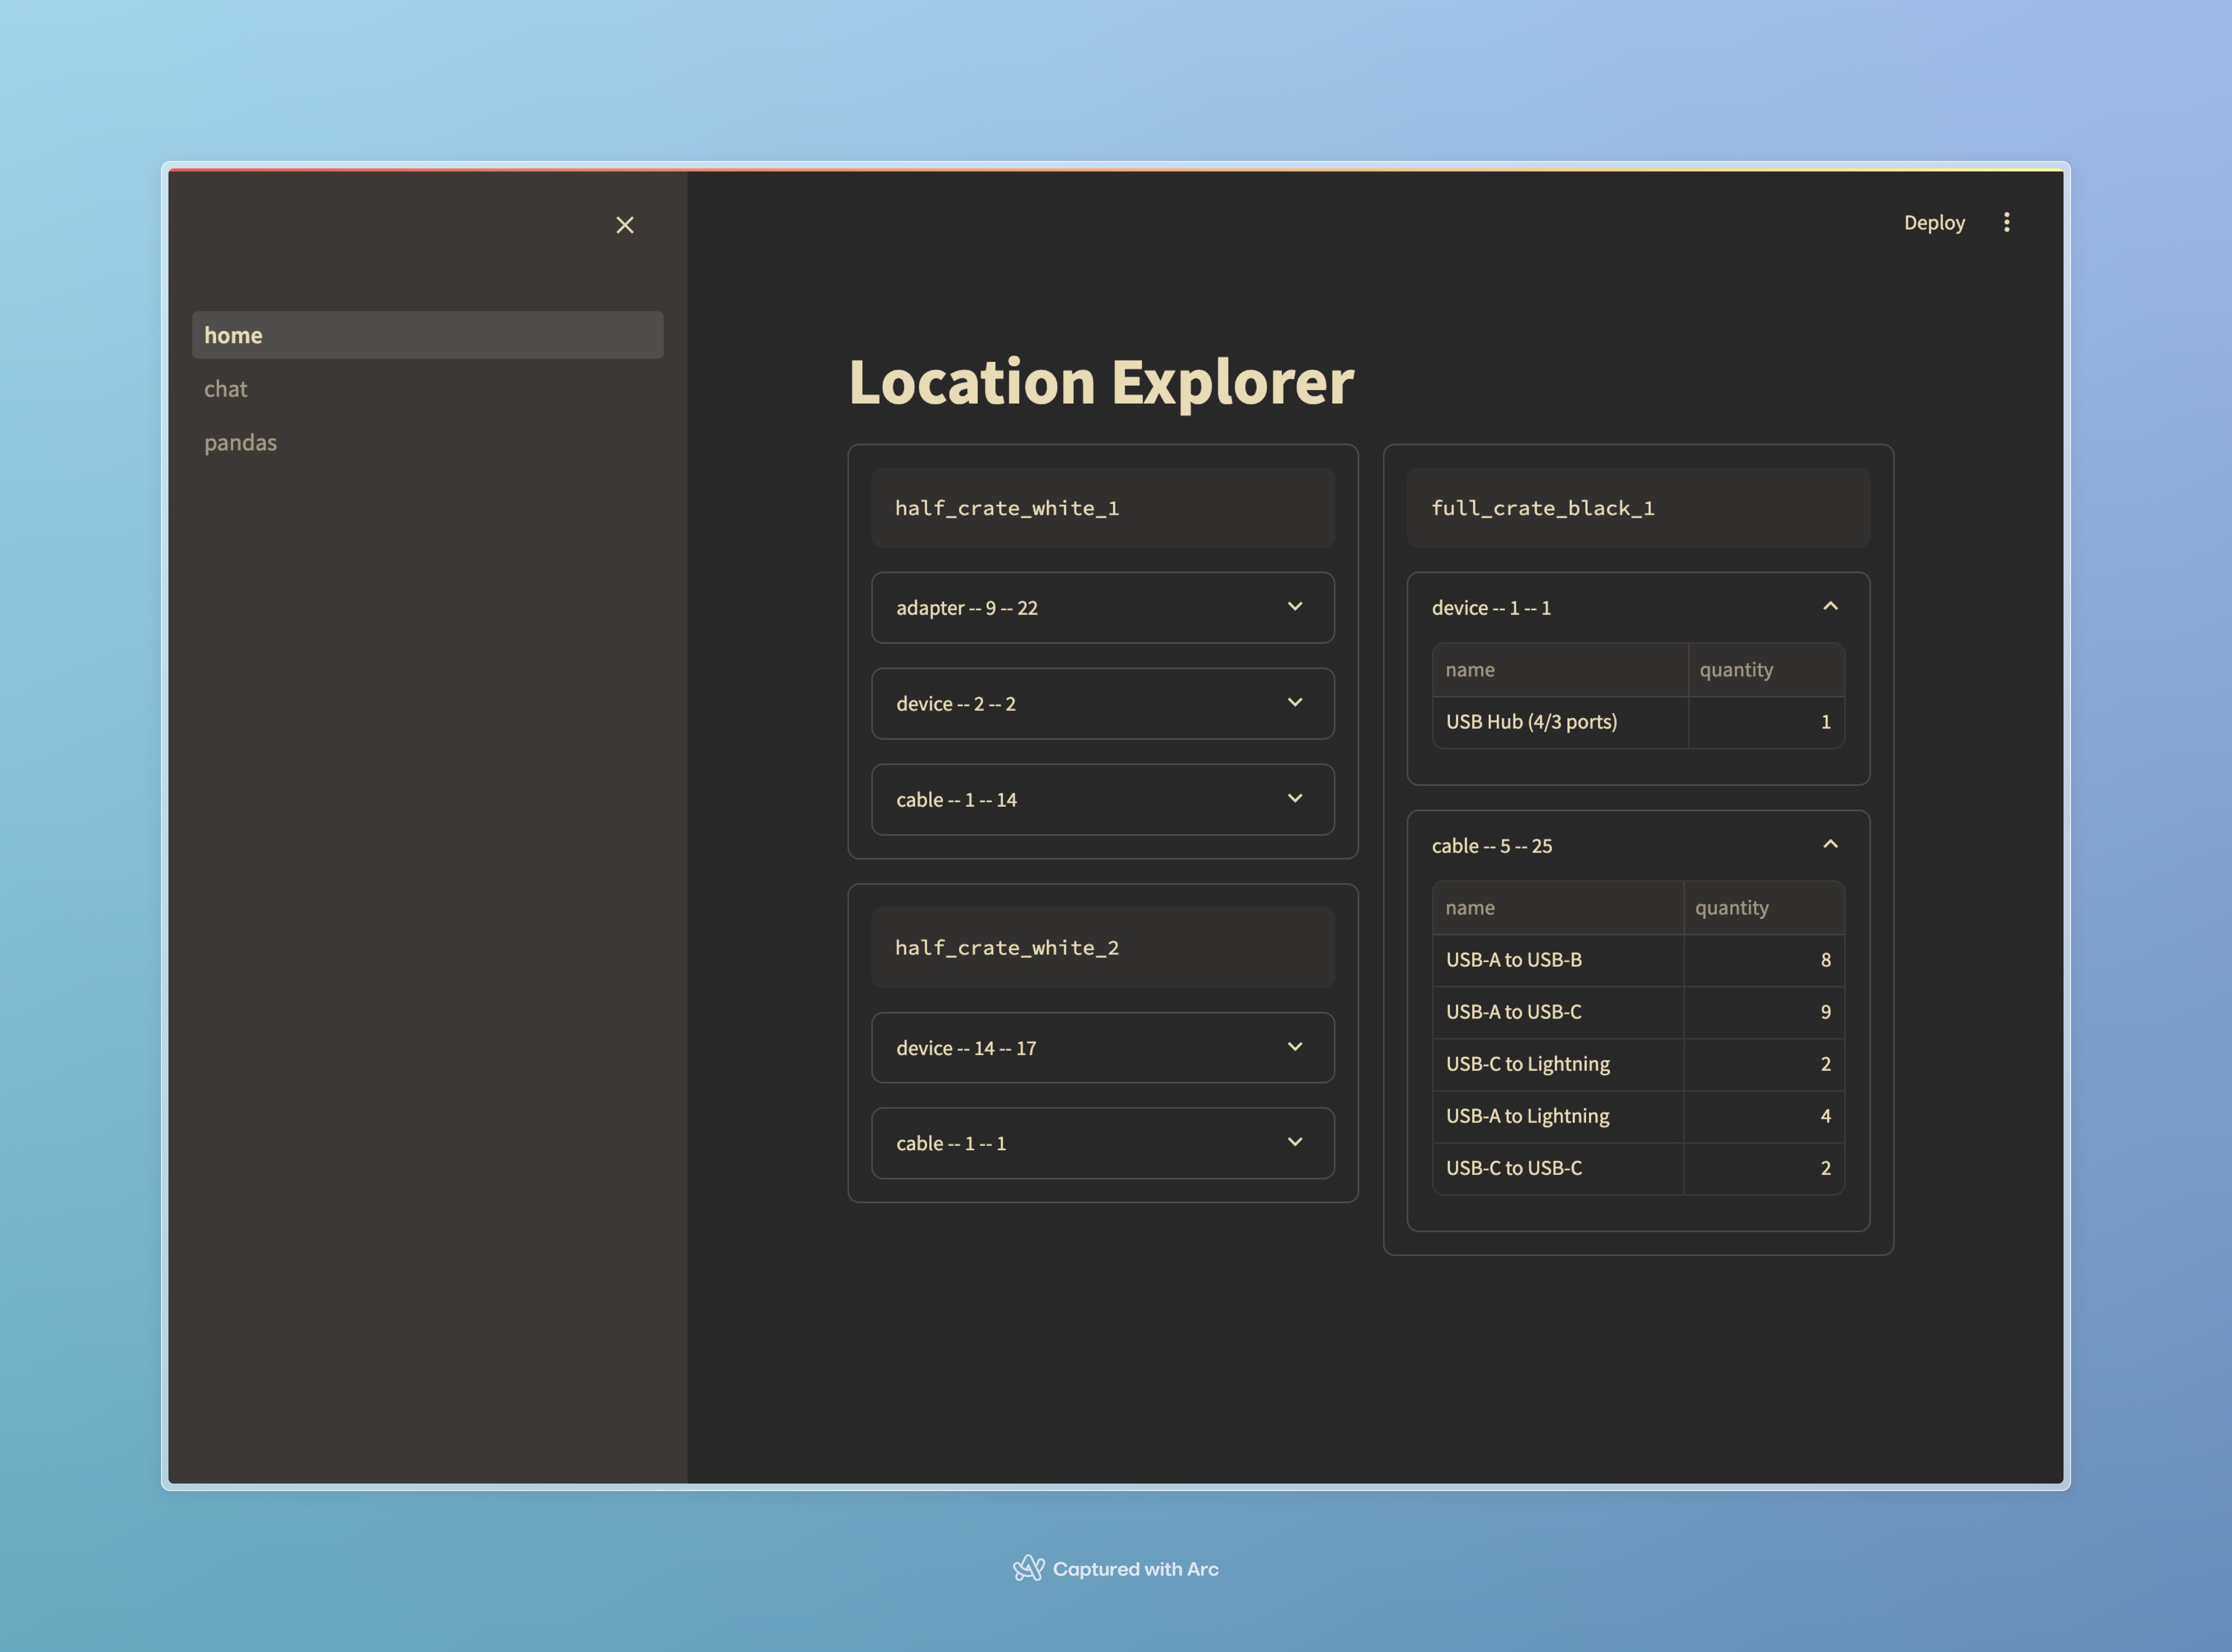 Deploy
home
chat
pandas
Location Explorer
half_crate_white_1
adapter -- 9 -- 22
device -- 2 -- 2
cable -- 1 -- 14
half_crate_white_2
device -- 14 -- 17
cable -- 1 -- 1
full_crate_black_1
device -- 1 -- 1
name quantity
USB Hub (4/3 ports) 1
cable -- 5 -- 25
name quantity
USB-A to USB-B 8
USB-A to USB-C 9
USB-C to Lightning 2
USB-A to Lightning 4
USB-C to USB-C 2
Captured with Arc